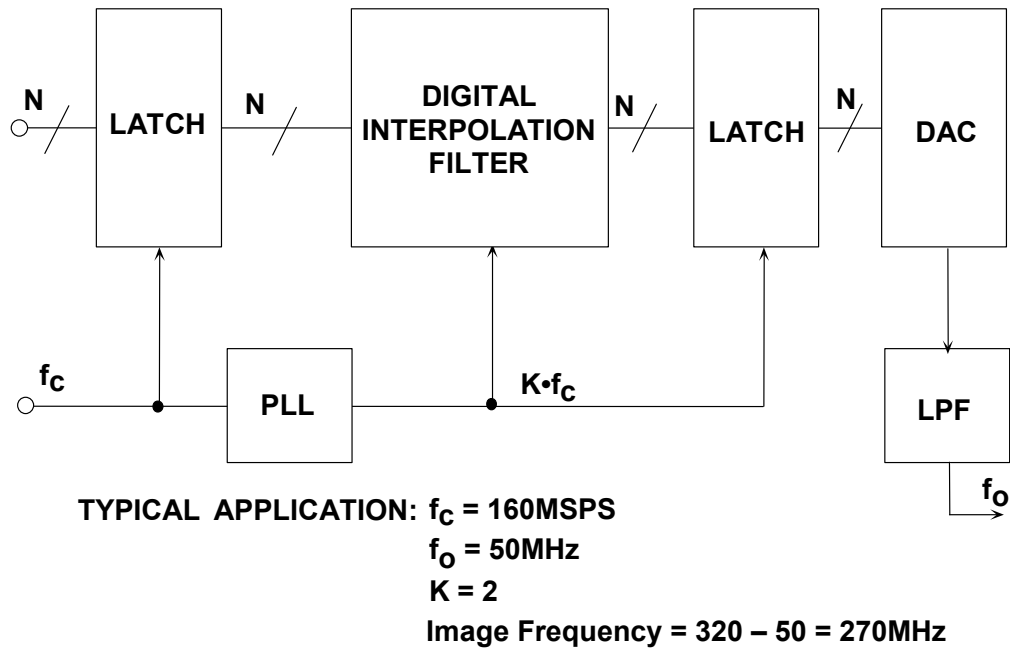 N
LATCH
N
DIGITAL
INTERPOLATION
FILTER
N
LATCH
N
DAC
fC
PLL
K•fC
LPF
fO
TYPICAL APPLICATION: fC = 160MSPS
fO = 50MHz
K = 2
Image Frequency = 320 – 50 = 270MHz